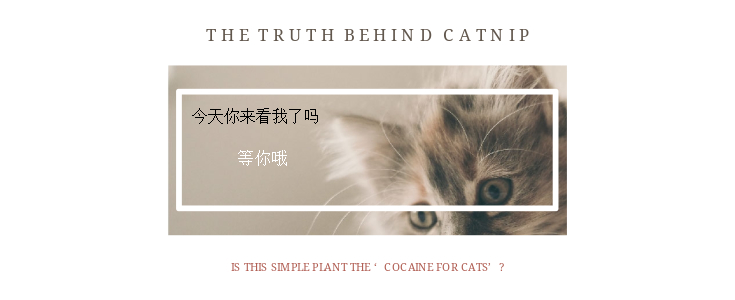 THE TRUTH BEHIND CATNIP
今天你来看我了吗
等你哦
IS THIS SIMPLE PLANT THE ‘ COCAINE FOR CATS’ ?